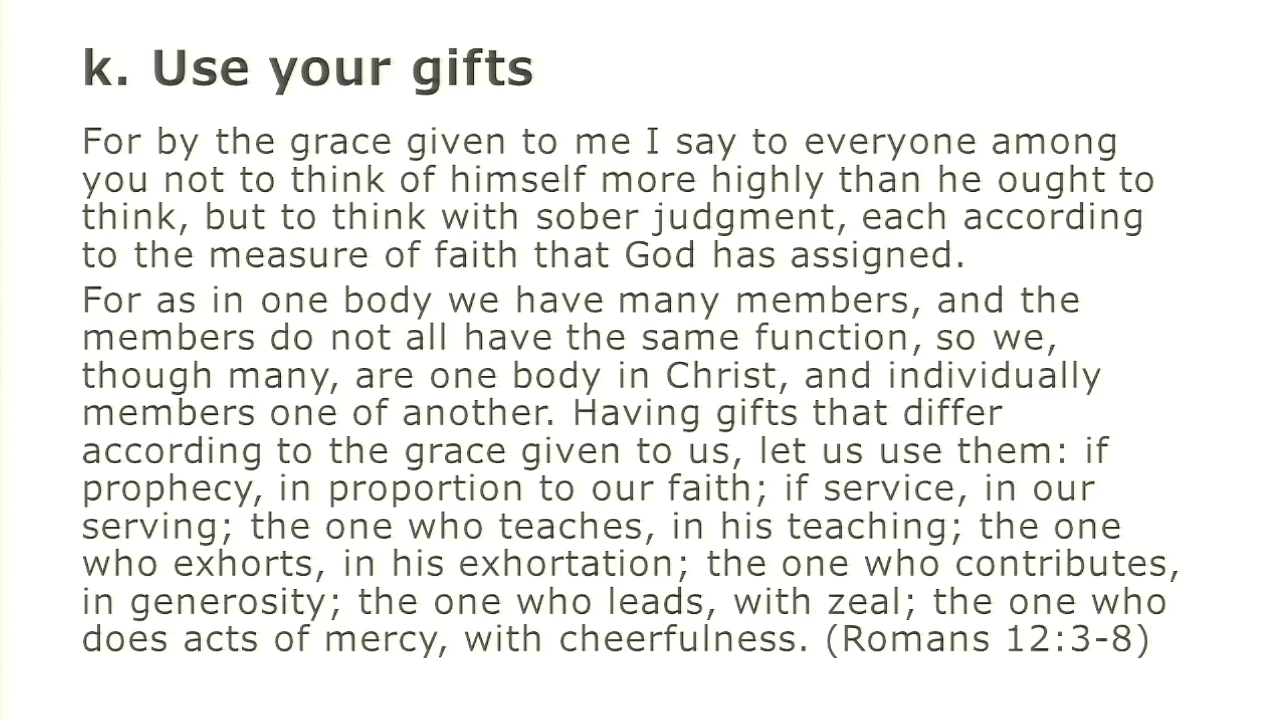 k. Use your gifts
For by the grace given to me I say to everyone among
you not to think of himself more highly than he ought to
think, but to think with sober judgment, each according
to the measure of faith that God has assigned.
For as in one body we have many members, and the
members do not all have the same function, so we,
though many, are one body in Christ, and individually
members one of another. Having gifts that differ
according to the grace given to us, let us use them: if
prophecy, in proportion to our faith; if service, in our
serving; the one who teaches, in his teaching; the one
who exhorts, in his exhortation; the one who contributes,
in generosity; the one who leads, with zeal; the one who
does acts of mercy, with cheerfulness. (Romans 12:3-8)